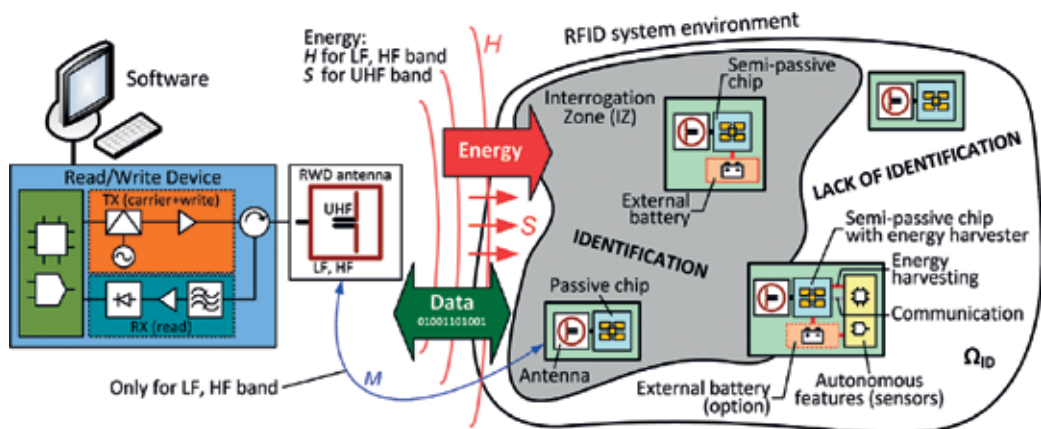 Software
Read/Write Device
TX (carrier+write)
RX (read)
RWD antenna
UHF
LF, HF
Only for LF, HF band
M
Energy:
H for LF, HF band
S for UHF band
H
Energy
S
Data
01001101001
RFID system environment
Interrogation
Zone (IZ)
Semi-passive
chip
External
battery
IDENTIFICATION
Passive chip
Antenna
LACK OF IDENTIFICATION
Semi-passive chip
with energy harvester
Energy
harvesting
Communication
External battery
(option)
Autonomous
features (sensors)
Ω_ID